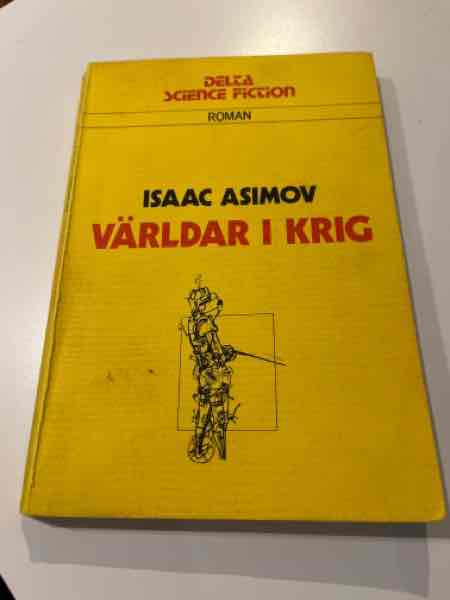 DELTA
SCIENCE FICTION
ROMAN
ISAAC ASIMOV
VÄRLDAR I KRIG